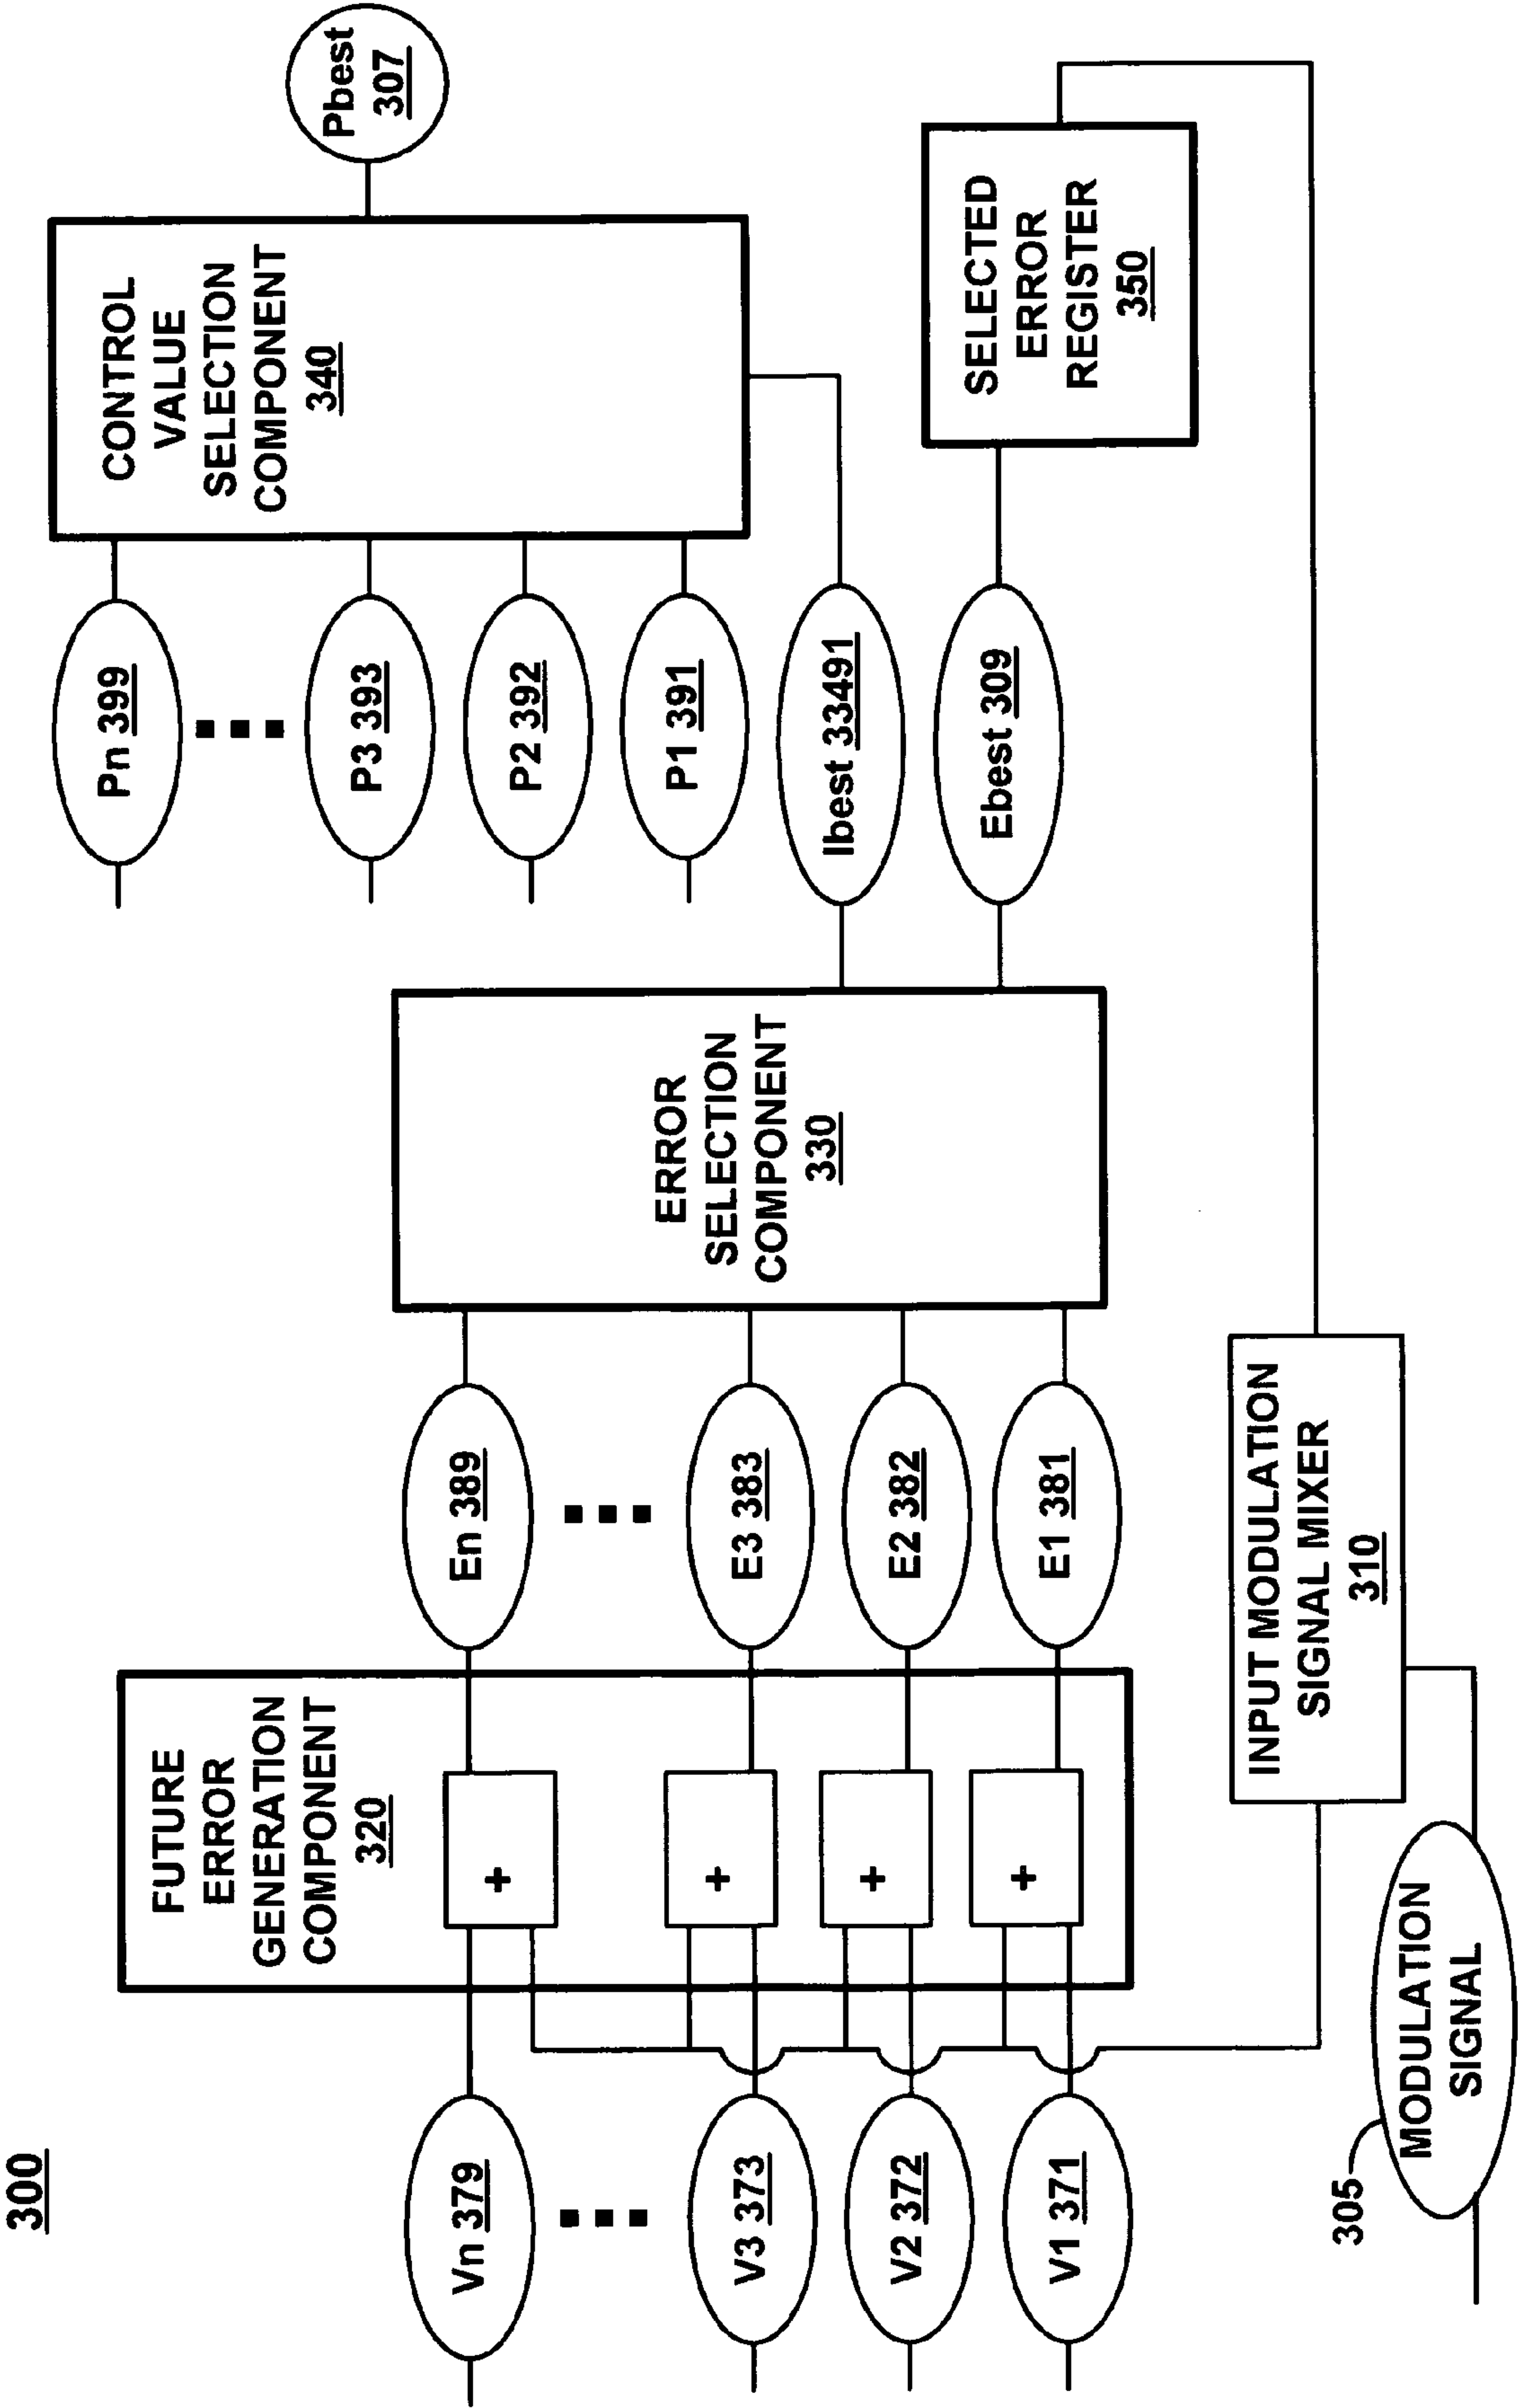 300
FUTURE
ERROR
GENERATION
COMPONENT
320
Vn 379
V3 373
V2 372
V1 371
+
+
+
+
En 389
E3 383
E2 382
E1 381
ERROR
SELECTION
COMPONENT
330
Pn 399
P3 393
P2 392
P1 391
Ibest 33491
Ebest 309
CONTROL
VALUE
SELECTION
COMPONENT
340
Pbest
307
SELECTED
ERROR
REGISTER
350
INPUT MODULATION
SIGNAL MIXER
310
305
MODULATION
SIGNAL